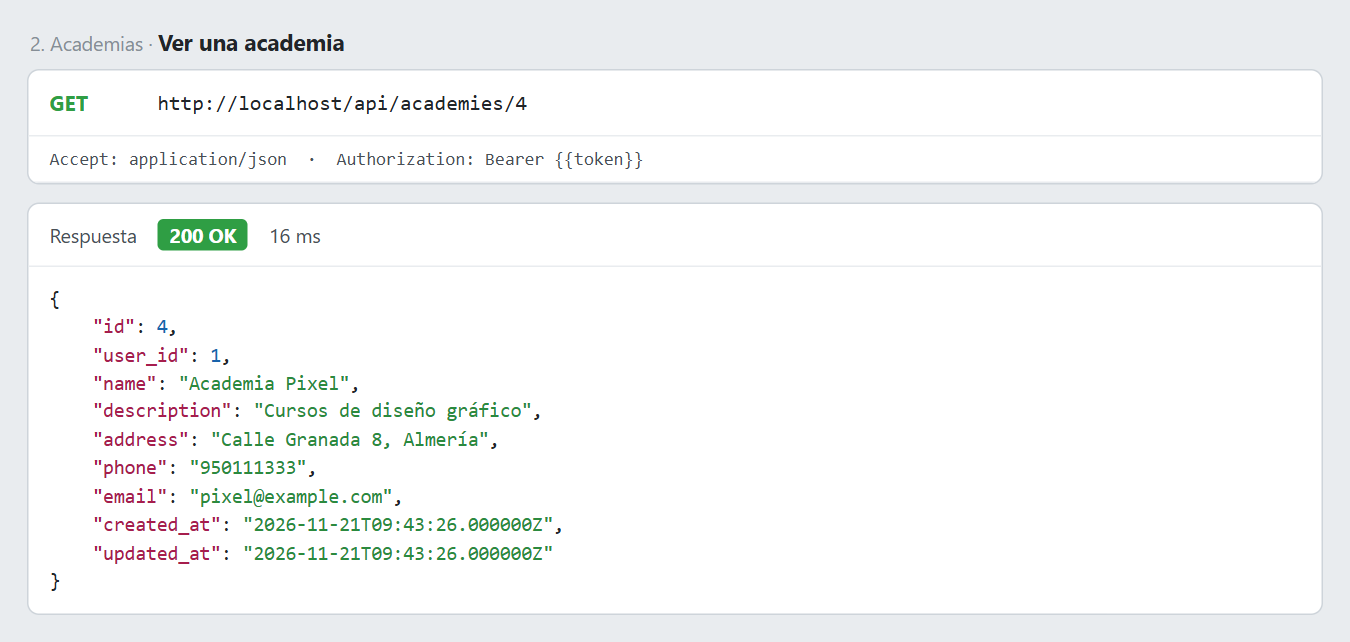 2. Academias · Ver una academia
GET http://localhost/api/academies/4
Accept: application/json · Authorization: Bearer {{token}}
Respuesta 200 OK 16 ms
{
    "id": 4,
    "user_id": 1,
    "name": "Academia Pixel",
    "description": "Cursos de diseño gráfico",
    "address": "Calle Granada 8, Almería",
    "phone": "950111333",
    "email": "pixel@example.com",
    "created_at": "2026-11-21T09:43:26.000000Z",
    "updated_at": "2026-11-21T09:43:26.000000Z"
}